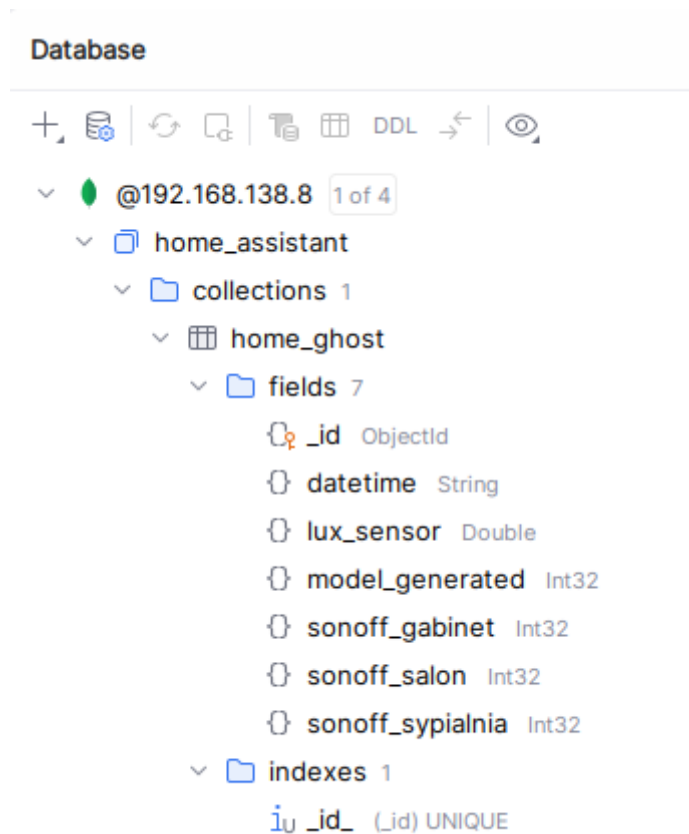 Database
DDL
@192.168.138.8 1 of 4
home_assistant
collections 1
home_ghost
fields 7
_id ObjectId
datetime String
lux_sensor Double
model_generated Int32
sonoff_gabinet Int32
sonoff_salon Int32
sonoff_sypialnia Int32
indexes 1
iU _id_ (_id) UNIQUE